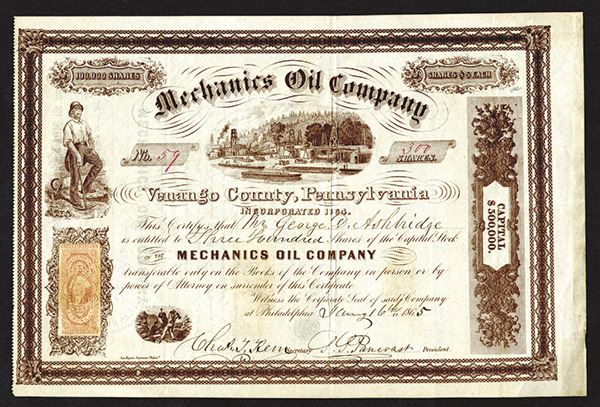 100,000 SHARES
SHARES $5 EACH
Mechanics Oil Company
No. 59
300
SHARES.
Venango County, Pennsylvania
INCORPORATED 1864.
This Certifies that Mr George D. Ashbridge
is entitled to Three Hundred Shares of the Capital Stock
OF THE MECHANICS OIL COMPANY
transferable only on the Books of the Company in person or by
power of Attorney on surrender of this Certificate
Witness the Corporate Seal of said Company
at Philadelphia Jany 16th 1865
Secretary
President
CAPITAL
$500,000.